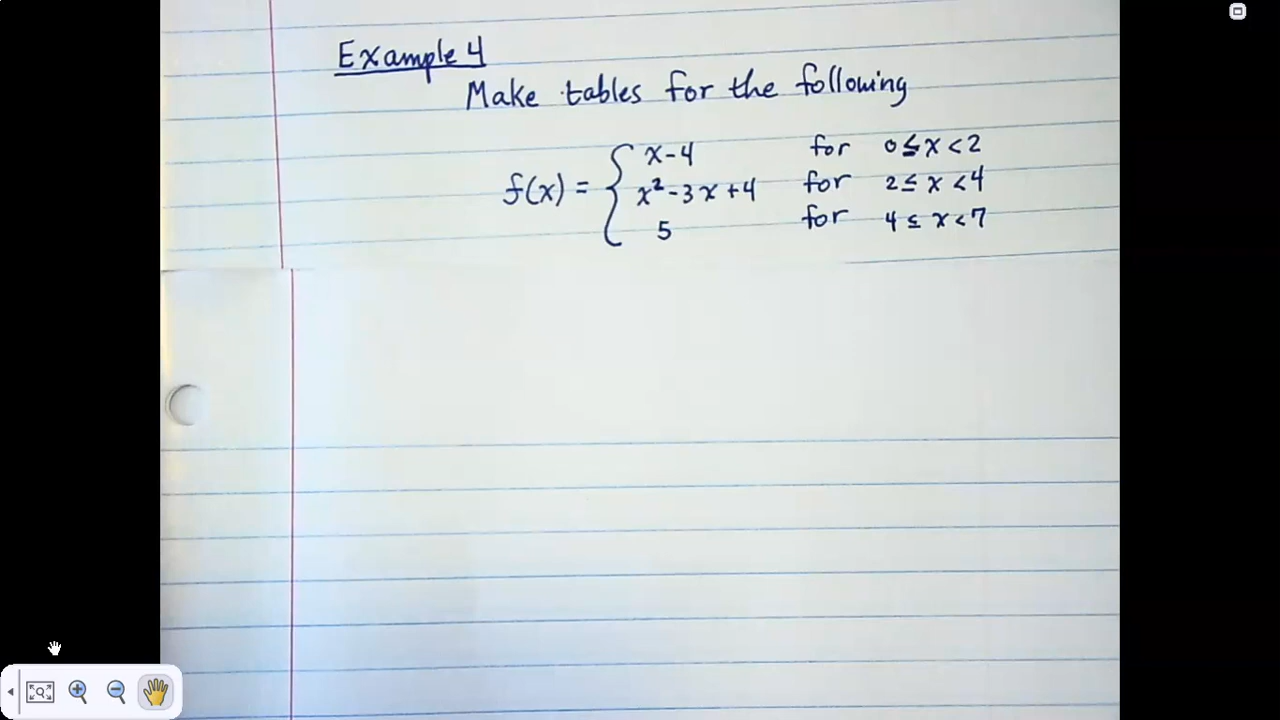 Example 4
Make tables for the following
f(x) = { x-4 for 0≤x<2
x²-3x+4 for 2≤x<4
5 for 4≤x<7